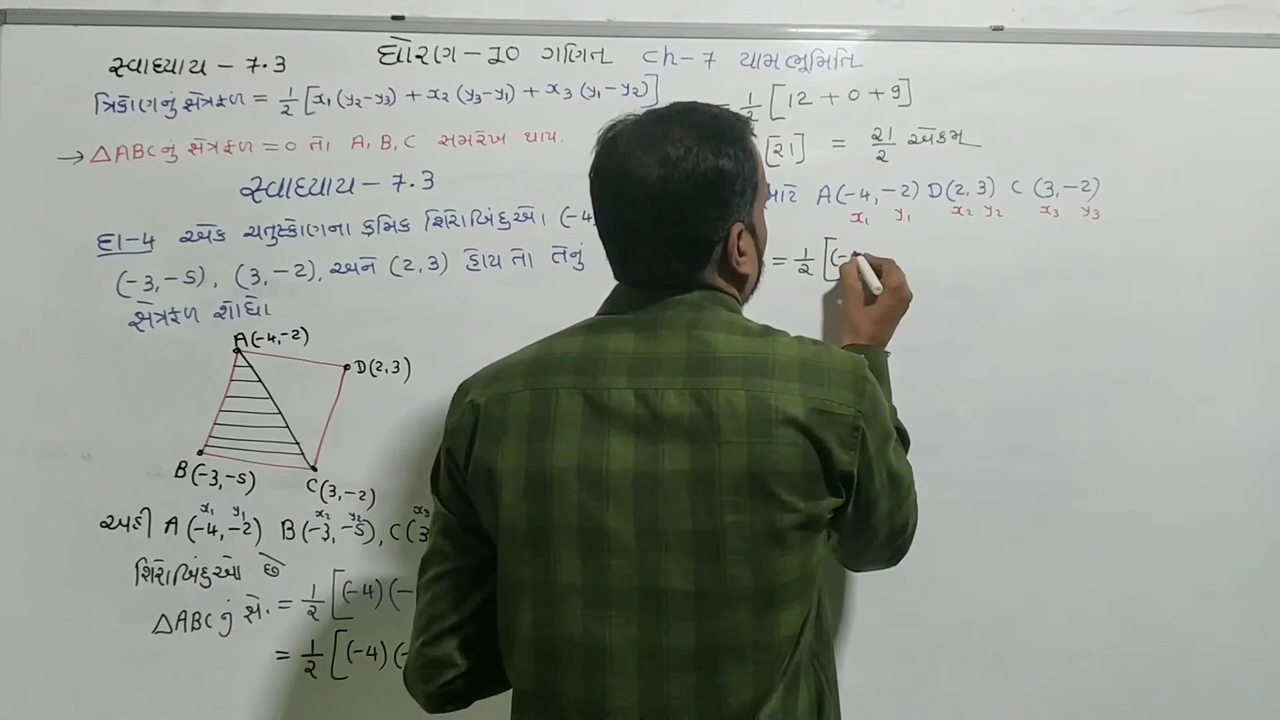 સ્વાધ્યાય - 7.3 ધોરણ - 10 ગણિત Ch-7 યામભૂમિતિ
ત્રિકોણનું ક્ષેત્રફળ = 1/2 [x₁(y₂-y₃) + x₂(y₃-y₁) + x₃(y₁-y₂)]
→ △ABCનું ક્ષેત્રફળ = 0 તો A, B, C સમરેખ થાય.
સ્વાધ્યાય - 7.3
દા-4 એક ચતુષ્કોણના ક્રમિક શિરોબિંદુઓ (-4,
(-3,-5), (3,-2), અને (2,3) હોય તો તેનું
ક્ષેત્રફળ શોધો
A(-4,-2)
D(2,3)
B(-3,-5)
C(3,-2)
x₁ y₁ x₂ y₂ x₃
અહી A(-4,-2) B(-3,-5), C(3
શિરોબિંદુઓ છે
△ABCનું ક્ષે. = 1/2 [(-4)(-
= 1/2 [(-4)(-
= 1/2 [12 + 0 + 9]
[21] = 21/2 એકમ
માટે A(-4,-2) D(2,3) C(3,-2)
x₁ y₁ x₂ y₂ x₃ y₃
= 1/2 [(-